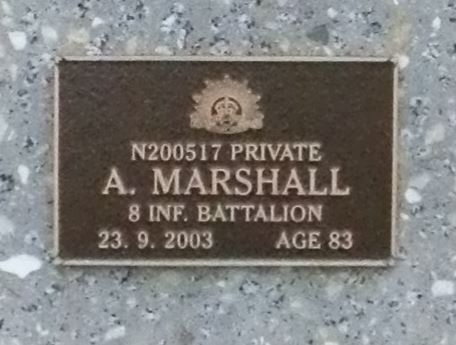 N200517 PRIVATE
A. MARSHALL
8 INF. BATTALION
23. 9. 2003 AGE 83